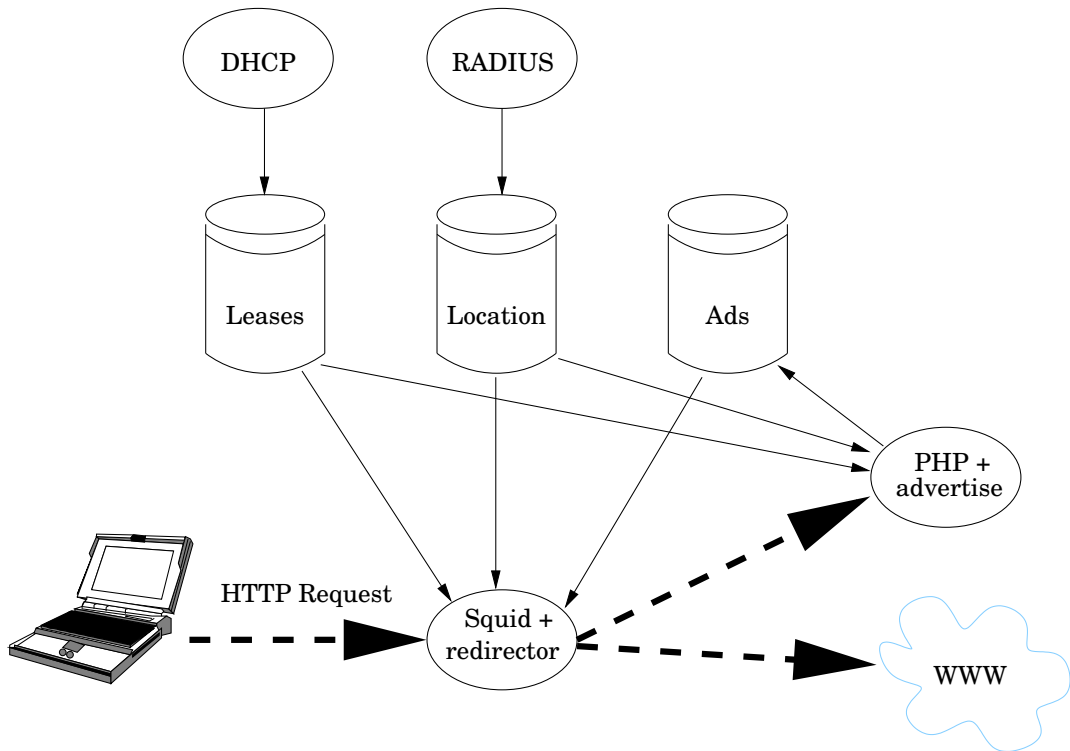 DHCP
RADIUS
Leases
Location
Ads
PHP +
advertise
HTTP Request
Squid +
redirector
WWW